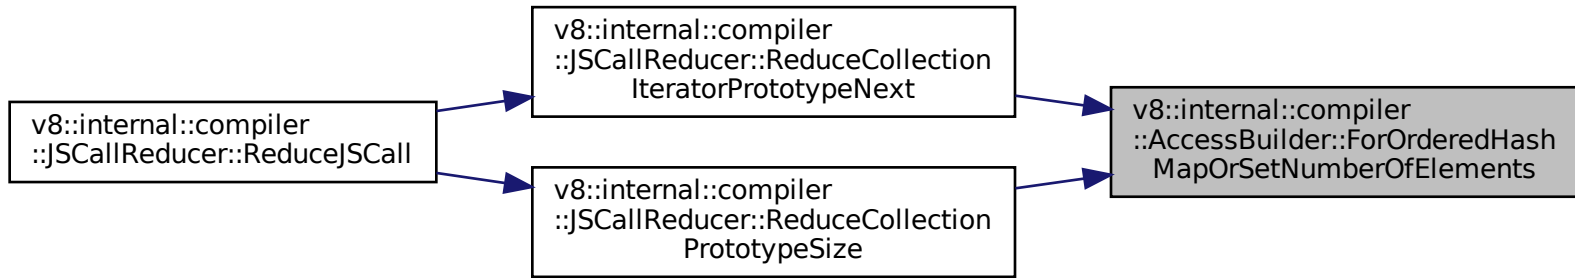 v8::internal::compiler
::JSCallReducer::ReduceJSCall
v8::internal::compiler
::JSCallReducer::ReduceCollection
IteratorPrototypeNext
v8::internal::compiler
::JSCallReducer::ReduceCollection
PrototypeSize
v8::internal::compiler
::AccessBuilder::ForOrderedHash
MapOrSetNumberOfElements